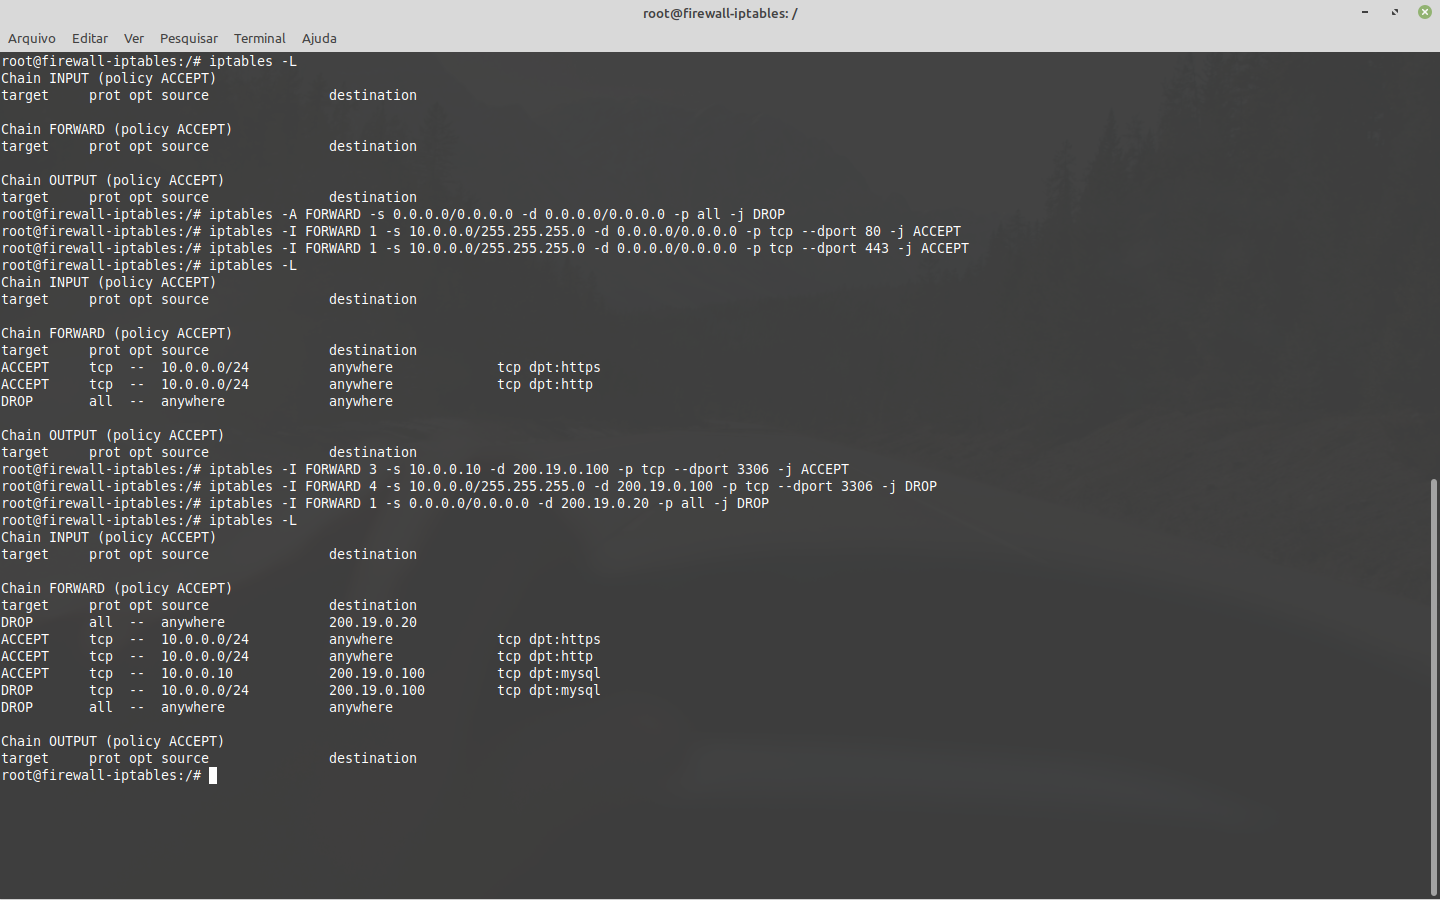 root@firewall-iptables: /
Arquivo Editar Ver Pesquisar Terminal Ajuda
root@firewall-iptables:/# iptables -L
Chain INPUT (policy ACCEPT)
target     prot opt source               destination

Chain FORWARD (policy ACCEPT)
target     prot opt source               destination

Chain OUTPUT (policy ACCEPT)
target     prot opt source               destination
root@firewall-iptables:/# iptables -A FORWARD -s 0.0.0.0/0.0.0.0 -d 0.0.0.0/0.0.0.0 -p all -j DROP
root@firewall-iptables:/# iptables -I FORWARD 1 -s 10.0.0.0/255.255.255.0 -d 0.0.0.0/0.0.0.0 -p tcp --dport 80 -j ACCEPT
root@firewall-iptables:/# iptables -I FORWARD 1 -s 10.0.0.0/255.255.255.0 -d 0.0.0.0/0.0.0.0 -p tcp --dport 443 -j ACCEPT
root@firewall-iptables:/# iptables -L
Chain INPUT (policy ACCEPT)
target     prot opt source               destination

Chain FORWARD (policy ACCEPT)
target     prot opt source               destination
ACCEPT     tcp  --  10.0.0.0/24          anywhere             tcp dpt:https
ACCEPT     tcp  --  10.0.0.0/24          anywhere             tcp dpt:http
DROP       all  --  anywhere             anywhere

Chain OUTPUT (policy ACCEPT)
target     prot opt source               destination
root@firewall-iptables:/# iptables -I FORWARD 3 -s 10.0.0.10 -d 200.19.0.100 -p tcp --dport 3306 -j ACCEPT
root@firewall-iptables:/# iptables -I FORWARD 4 -s 10.0.0.0/255.255.255.0 -d 200.19.0.100 -p tcp --dport 3306 -j DROP
root@firewall-iptables:/# iptables -I FORWARD 1 -s 0.0.0.0/0.0.0.0 -d 200.19.0.20 -p all -j DROP
root@firewall-iptables:/# iptables -L
Chain INPUT (policy ACCEPT)
target     prot opt source               destination

Chain FORWARD (policy ACCEPT)
target     prot opt source               destination
DROP       all  --  anywhere             200.19.0.20
ACCEPT     tcp  --  10.0.0.0/24          anywhere             tcp dpt:https
ACCEPT     tcp  --  10.0.0.0/24          anywhere             tcp dpt:http
ACCEPT     tcp  --  10.0.0.10            200.19.0.100         tcp dpt:mysql
DROP       tcp  --  10.0.0.0/24          200.19.0.100         tcp dpt:mysql
DROP       all  --  anywhere             anywhere

Chain OUTPUT (policy ACCEPT)
target     prot opt source               destination
root@firewall-iptables:/#